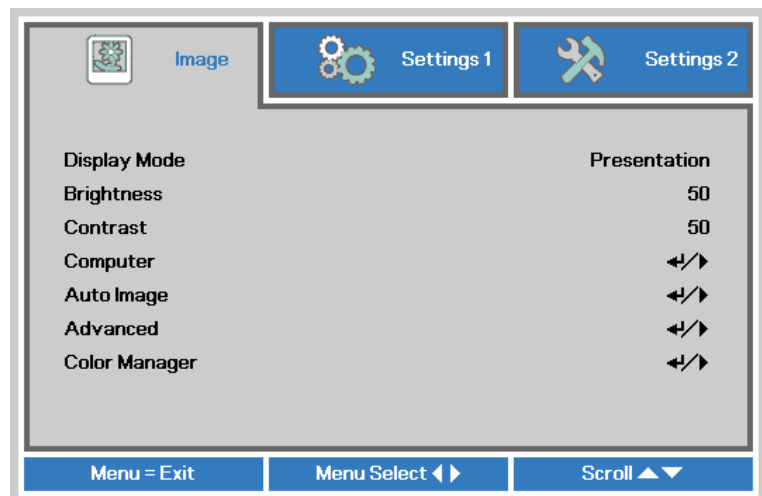 Image
Settings 1
Settings 2
Display Mode Presentation
Brightness 50
Contrast 50
Computer ↵/▶
Auto Image ↵/▶
Advanced ↵/▶
Color Manager ↵/▶
Menu = Exit
Menu Select ◀ ▶
Scroll ▲▼